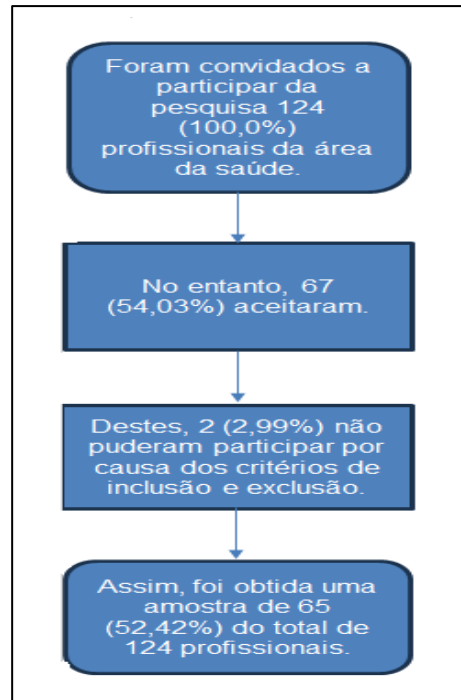 Foram convidados a
participar da
pesquisa 124
(100,0%)
profissionais da área
da saúde.
No entanto, 67
(54,03%) aceitaram.
Destes, 2 (2,99%) não
puderam participar por
causa dos critérios de
inclusão e exclusão.
Assim, foi obtida uma
amostra de 65
(52,42%) do total de
124 profissionais.